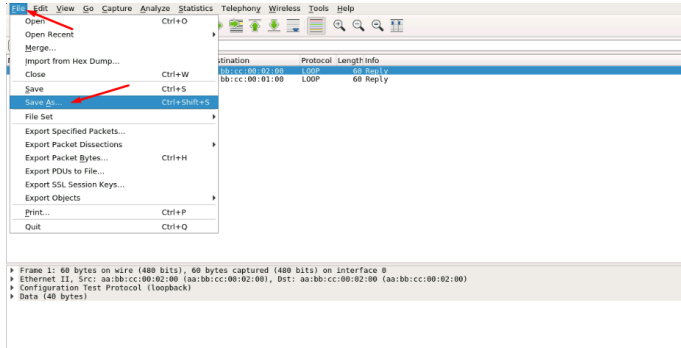 File Edit View Go Capture Analyze Statistics Telephony Wireless Tools Help
Open Ctrl+O
Open Recent
Merge...
Import from Hex Dump...
Close Ctrl+W
Save Ctrl+S
Save As... Ctrl+Shift+S
File Set
Export Specified Packets...
Export Packet Dissections
Export Packet Bytes... Ctrl+H
Export PDUs to File...
Export SSL Session Keys...
Export Objects
Print... Ctrl+P
Quit Ctrl+Q
stination Protocol Length Info
bb:cc:00:02:00 LOOP 60 Reply
bb:cc:00:01:00 LOOP 60 Reply
Frame 1: 60 bytes on wire (480 bits), 60 bytes captured (480 bits) on interface 0
Ethernet II, Src: aa:bb:cc:00:02:00 (aa:bb:cc:00:02:00), Dst: aa:bb:cc:00:02:00 (aa:bb:cc:00:02:00)
Configuration Test Protocol (loopback)
Data (40 bytes)